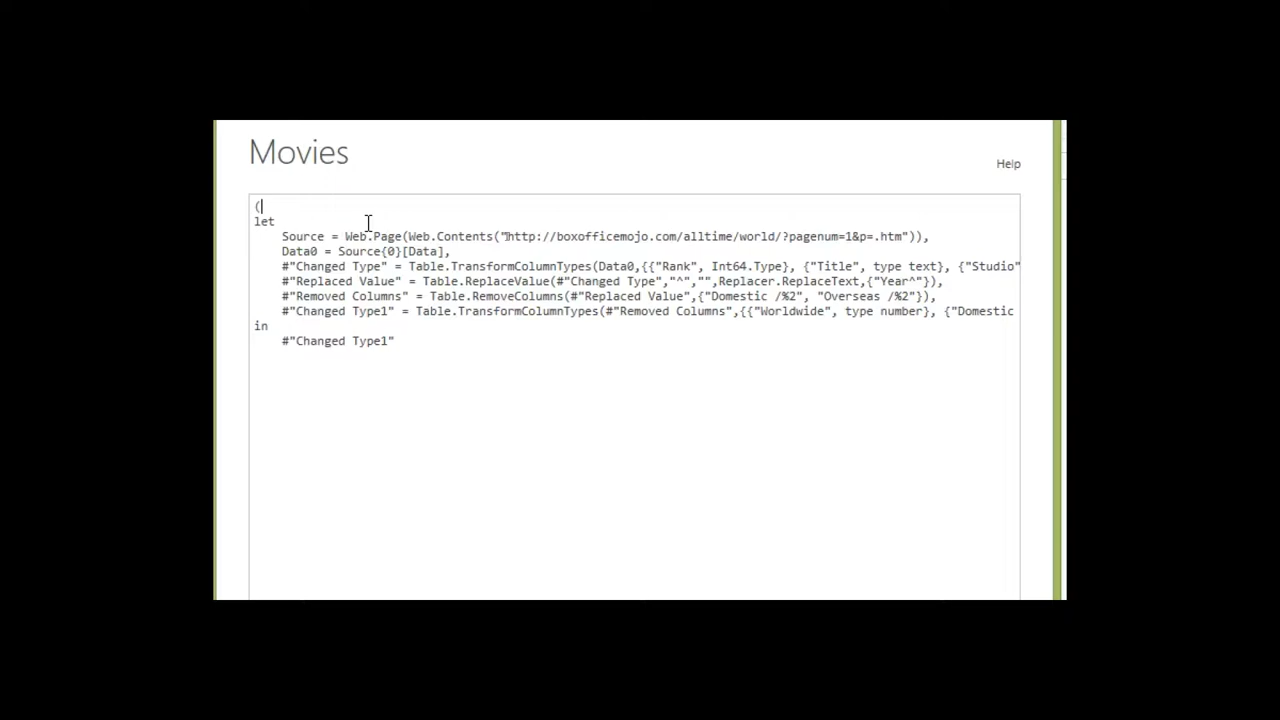 Movies
Help
(
let
Source = Web.Page(Web.Contents("http://boxofficemojo.com/alltime/world/?pagenum=1&p=.htm")),
Data0 = Source{0}[Data],
#"Changed Type" = Table.TransformColumnTypes(Data0,{{"Rank", Int64.Type}, {"Title", type text}, {"Studio"
#"Replaced Value" = Table.ReplaceValue(#"Changed Type","^","",Replacer.ReplaceText,{"Year^"}),
#"Removed Columns" = Table.RemoveColumns(#"Replaced Value",{"Domestic /%2", "Overseas /%2"}),
#"Changed Type1" = Table.TransformColumnTypes(#"Removed Columns",{{"Worldwide", type number}, {"Domestic
in
#"Changed Type1"